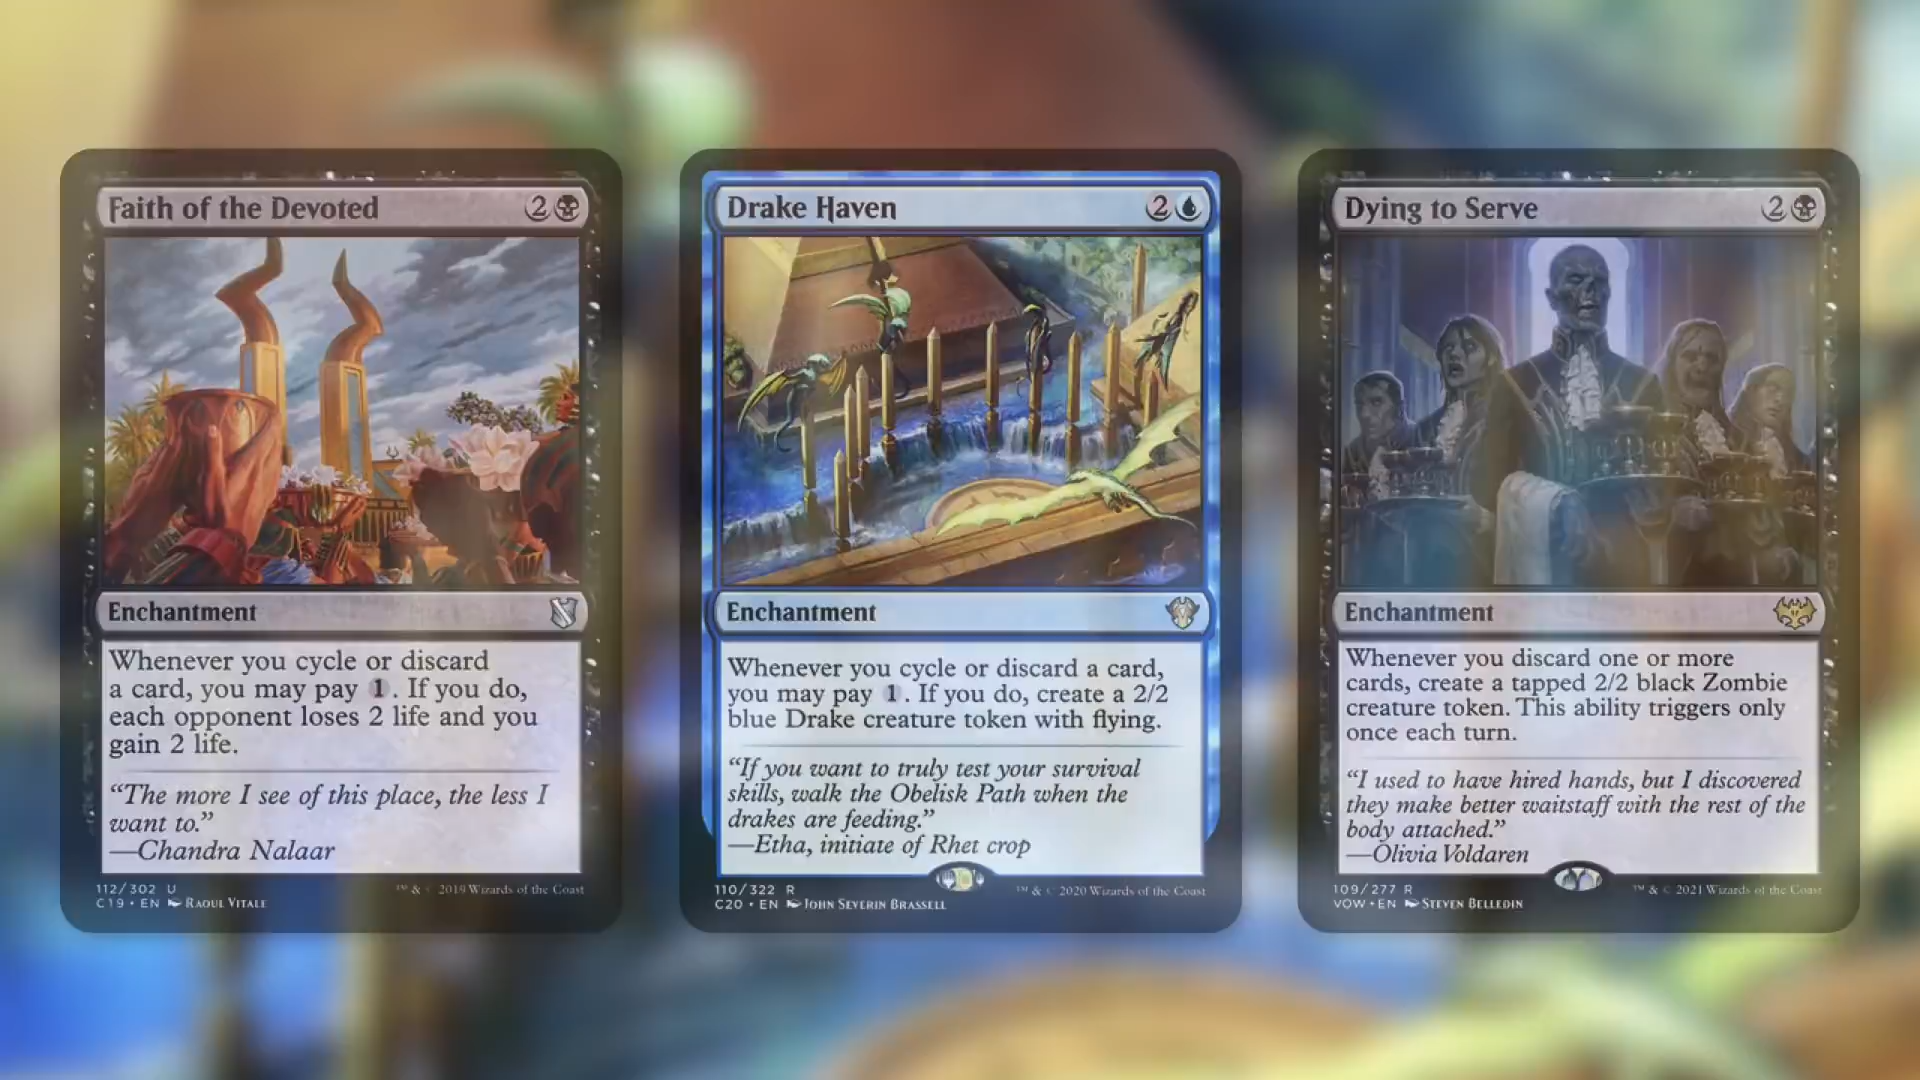 Faith of the Devoted 2
Enchantment
Whenever you cycle or discard
a card, you may pay 1. If you do,
each opponent loses 2 life and you
gain 2 life.
“The more I see of this place, the less I
want to.”
—Chandra Nalaar
112/302 U
C19 • EN Raoul Vitale
™ & © 2019 Wizards of the Coast
Drake Haven 2
Enchantment
Whenever you cycle or discard a card,
you may pay 1. If you do, create a 2/2
blue Drake creature token with flying.
“If you want to truly test your survival
skills, walk the Obelisk Path when the
drakes are feeding.”
—Etha, initiate of Rhet crop
110/322 R
C20 • EN John Severin Brassell
™ & © 2020 Wizards of the Coast
Dying to Serve 2
Enchantment
Whenever you discard one or more
cards, create a tapped 2/2 black Zombie
creature token. This ability triggers only
once each turn.
“I used to have hired hands, but I discovered
they make better waitstaff with the rest of the
body attached.”
—Olivia Voldaren
109/277 R
VOW • EN Steven Belledin
™ & © 2021 Wizards of the Coast